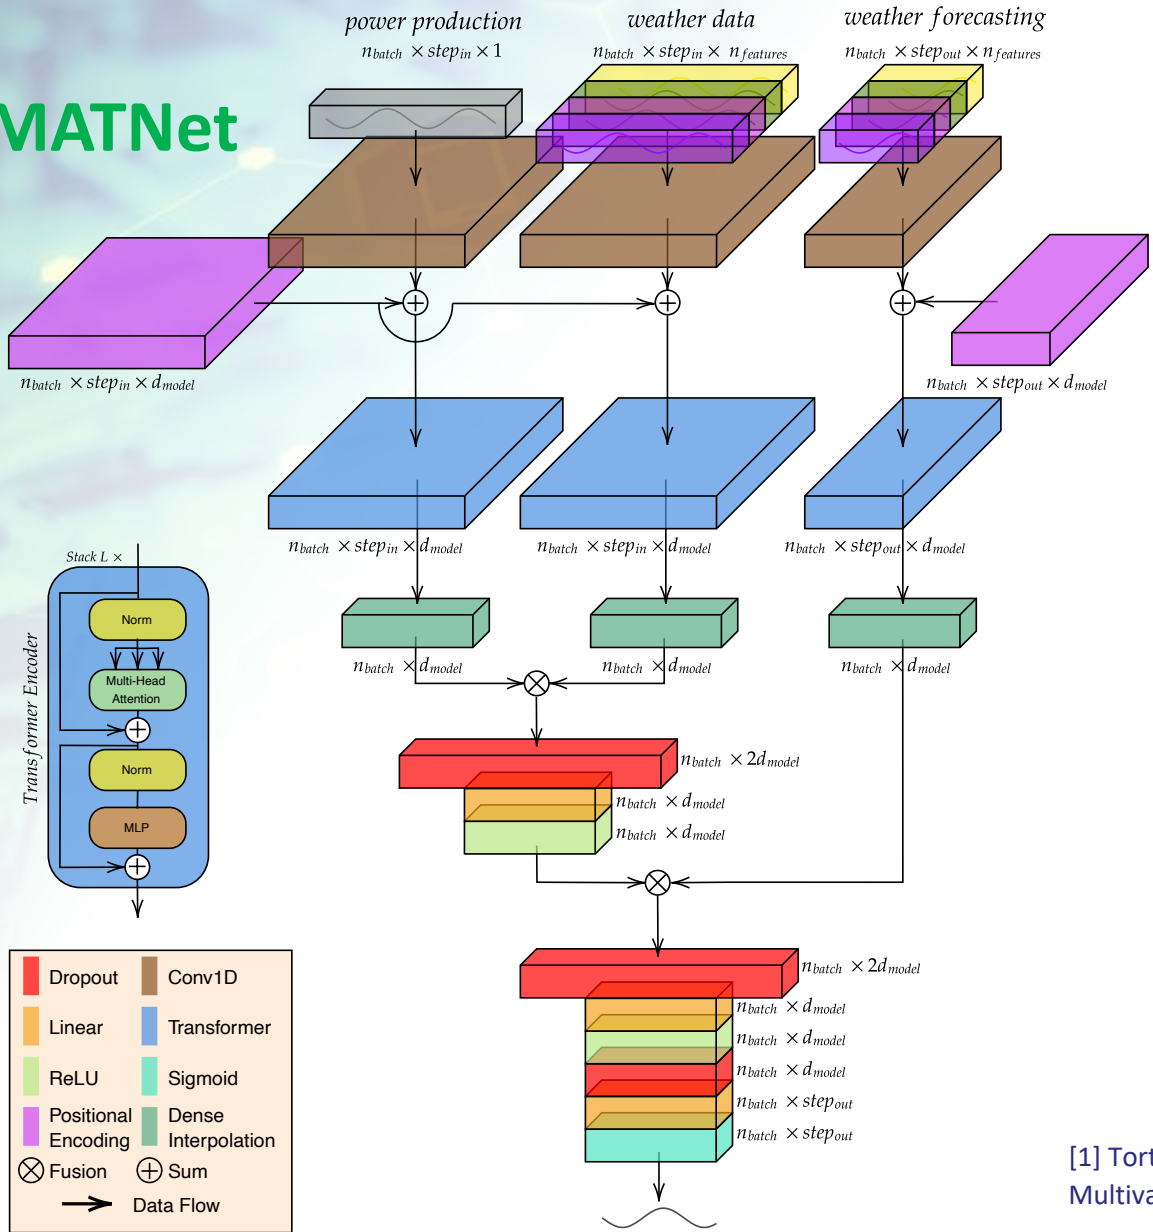 power production
weather data
weather forecasting
n_batch × step_in × 1
n_batch × step_in × n_features
n_batch × step_out × n_features
MATNet
n_batch × step_in × d_model
n_batch × step_out × d_model
n_batch × step_in × d_model
n_batch × step_in × d_model
n_batch × step_out × d_model
Stack L ×
Transformer Encoder
Norm
Multi-Head
Attention
Norm
MLP
n_batch × d_model
n_batch × d_model
n_batch × d_model
n_batch × 2d_model
n_batch × d_model
n_batch × d_model
n_batch × 2d_model
n_batch × d_model
n_batch × d_model
n_batch × d_model
n_batch × step_out
n_batch × step_out
Dropout
Conv1D
Linear
Transformer
ReLU
Sigmoid
Positional
Encoding
Dense
Interpolation
Fusion
Sum
Data Flow
[1] Tort
Multiva